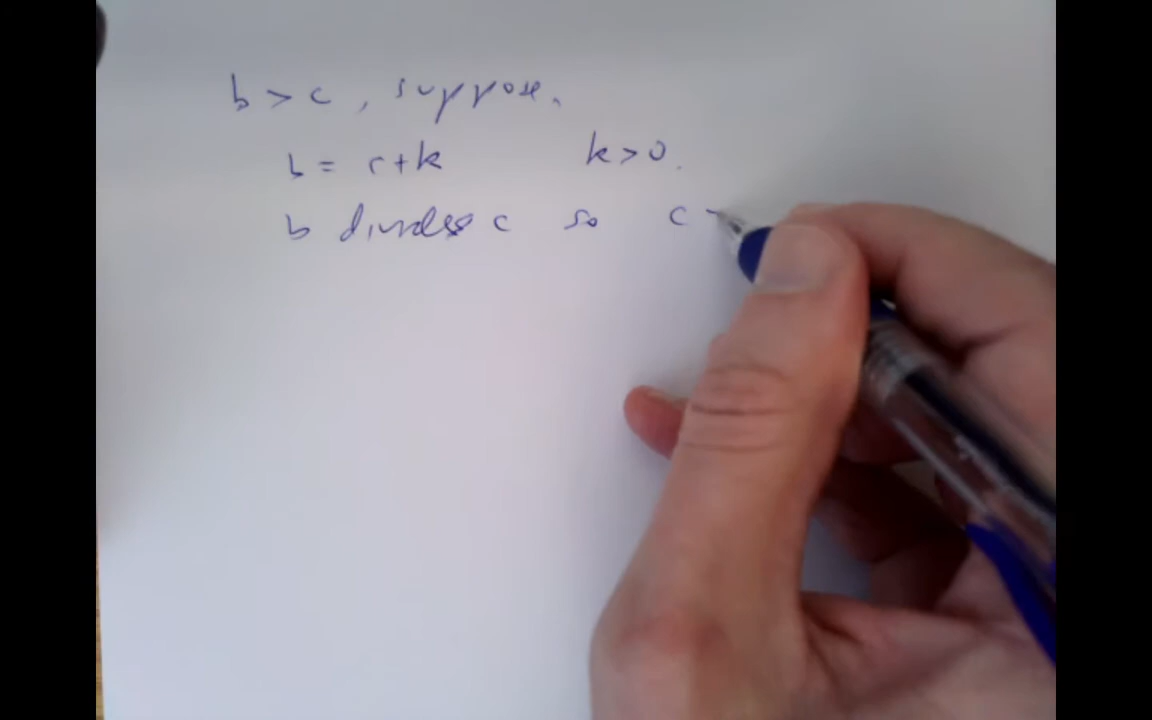 b > c , suppose.
b = c + k k > 0.
b divides c so c